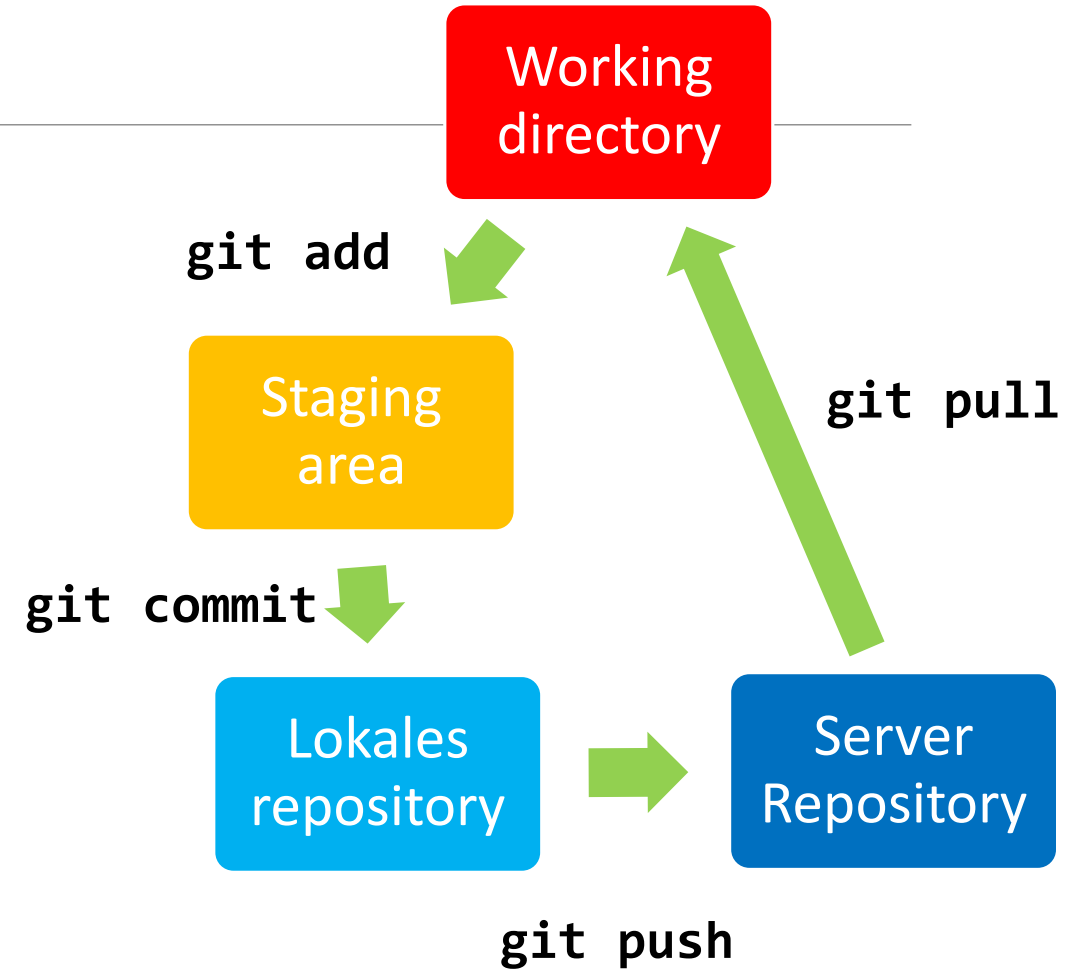 Working
directory
git add
Staging
area
git pull
git commit
Lokales
repository
Server
Repository
git push